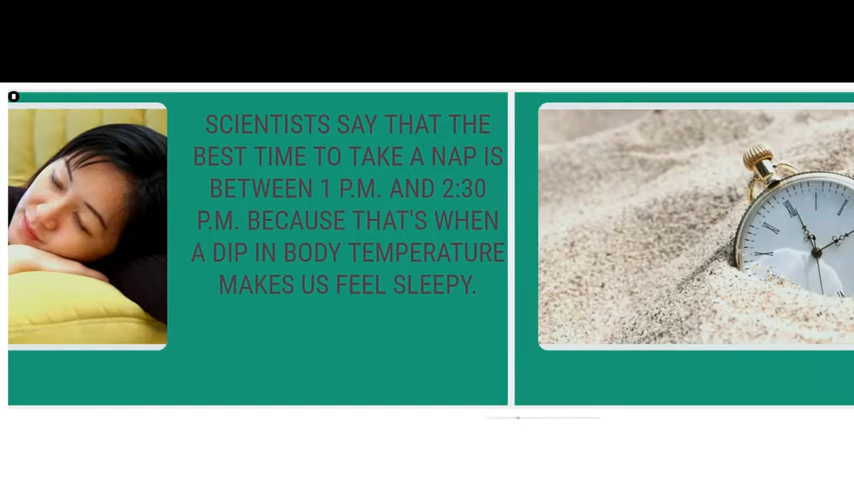 SCIENTISTS SAY THAT THE
BEST TIME TO TAKE A NAP IS
BETWEEN 1 P.M. AND 2:30
P.M. BECAUSE THAT'S WHEN
A DIP IN BODY TEMPERATURE
MAKES US FEEL SLEEPY.